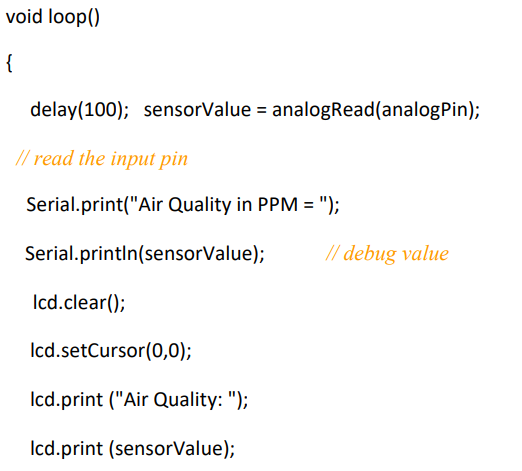 void loop()
{
delay(100); sensorValue = analogRead(analogPin);
// read the input pin
Serial.print("Air Quality in PPM = ");
Serial.println(sensorValue); // debug value
lcd.clear();
lcd.setCursor(0,0);
lcd.print ("Air Quality: ");
lcd.print (sensorValue);